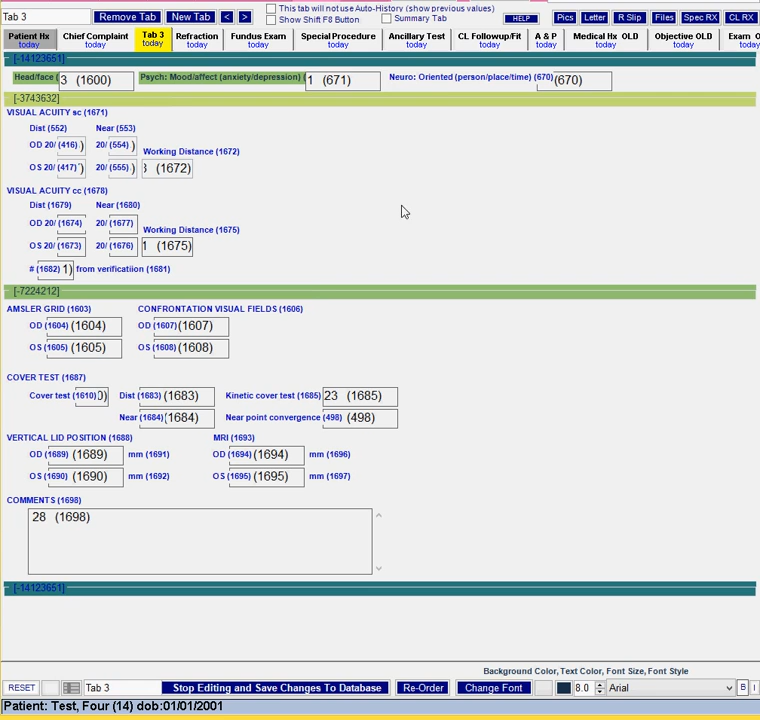 This tab will not use Auto-History (show previous values)
Tab 3 Remove Tab New Tab < > Show Shift F8 Button Summary Tab HELP Pics Letter R Slip Files Spec RX CL RX
Patient Hx Chief Complaint Tab 3 Refraction Fundus Exam Special Procedure Ancillary Test CL Followup/Fit A & P Medical Hx OLD Objective OLD Exam O
today today today today today today today today today today today today
[-14123651]
Head/face ( 3 (1600) Psych: Mood/affect (anxiety/depression) ( 1 (671) Neuro: Oriented (person/place/time) (670) (670)
[-3743632]
VISUAL ACUITY sc (1671)
Dist (552) Near (553)
OD 20/ (416) ) 20/ (554) ) Working Distance (1672)
OS 20/ (417) ) 20/ (555) ) (1672)
VISUAL ACUITY cc (1678)
Dist (1679) Near (1680)
OD 20/ (1674) 20/ (1677) Working Distance (1675)
OS 20/ (1673) 20/ (1676) 1 (1675)
# (1682) 1) from verificatiion (1681)
[-7224212]
AMSLER GRID (1603) CONFRONTATION VISUAL FIELDS (1606)
OD (1604) (1604) OD (1607) (1607)
OS (1605) (1605) OS (1608) (1608)
COVER TEST (1687)
Cover test (1610) 0) Dist (1683) (1683) Kinetic cover test (1685) 23 (1685)
Near (1684) (1684) Near point convergence (498) (498)
VERTICAL LID POSITION (1688) MRI (1693)
OD (1689) (1689) mm (1691) OD (1694) (1694) mm (1696)
OS (1690) (1690) mm (1692) OS (1695) (1695) mm (1697)
COMMENTS (1698)
28 (1698)
[-14123651]
Background Color, Text Color, Font Size, Font Style
RESET Tab 3 Stop Editing and Save Changes To Database Re-Order Change Font 8.0 Arial B I
Patient: Test, Four (14) dob:01/01/2001